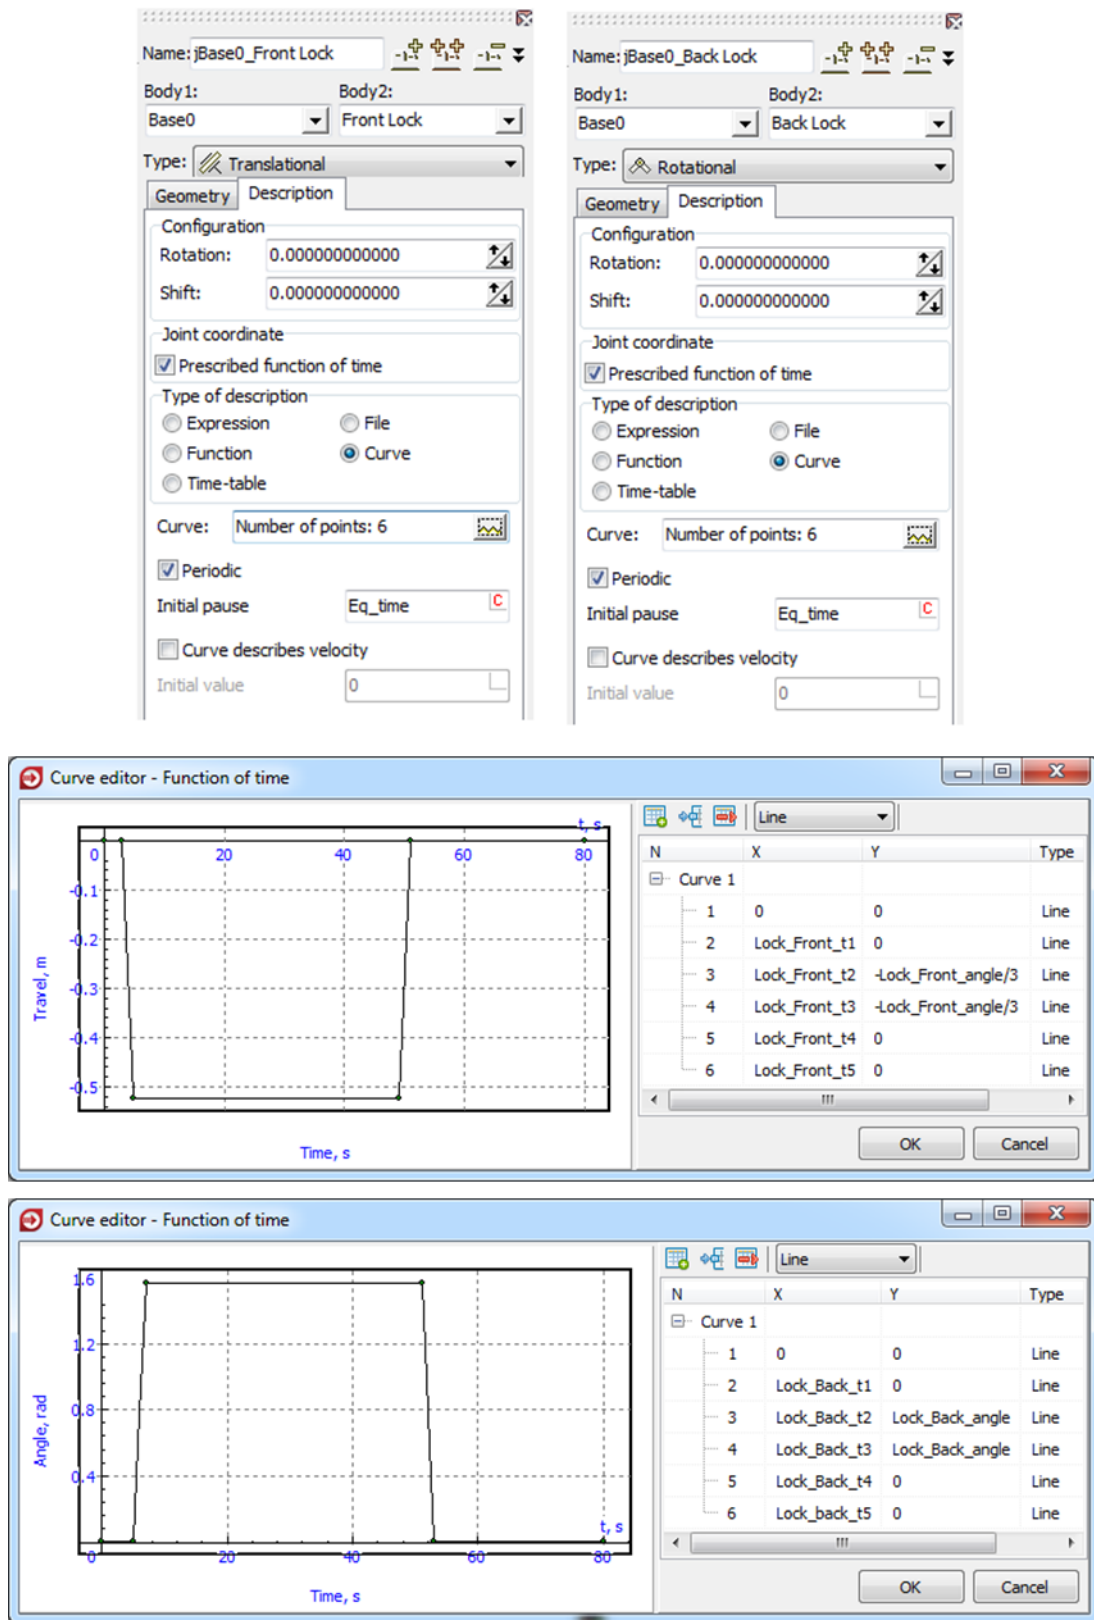 Name: jBase0_Front Lock
Body1: Body2:
Base0 Front Lock
Type: Translational
Geometry Description
Configuration
Rotation: 0.000000000000
Shift: 0.000000000000
Joint coordinate
Prescribed function of time
Type of description
Expression File
Function Curve
Time-table
Curve: Number of points: 6
Periodic
Initial pause Eq_time C
Curve describes velocity
Initial value 0
Name: jBase0_Back Lock
Body1: Body2:
Base0 Back Lock
Type: Rotational
Geometry Description
Configuration
Rotation: 0.000000000000
Shift: 0.000000000000
Joint coordinate
Prescribed function of time
Type of description
Expression File
Function Curve
Time-table
Curve: Number of points: 6
Periodic
Initial pause Eq_time C
Curve describes velocity
Initial value 0
Curve editor - Function of time
t, s
0 20 40 60 80
-0.1
-0.2
-0.3
-0.4
-0.5
Travel, m
Time, s
Line
N X Y Type
Curve 1
1 0 0 Line
2 Lock_Front_t1 0 Line
3 Lock_Front_t2 -Lock_Front_angle/3 Line
4 Lock_Front_t3 -Lock_Front_angle/3 Line
5 Lock_Front_t4 0 Line
6 Lock_Front_t5 0 Line
OK Cancel
Curve editor - Function of time
1.6
1.2
0.8
0.4
Angle, rad
t, s
0 20 40 60 80
Time, s
Line
N X Y Type
Curve 1
1 0 0 Line
2 Lock_Back_t1 0 Line
3 Lock_Back_t2 Lock_Back_angle Line
4 Lock_Back_t3 Lock_Back_angle Line
5 Lock_Back_t4 0 Line
6 Lock_back_t5 0 Line
OK Cancel